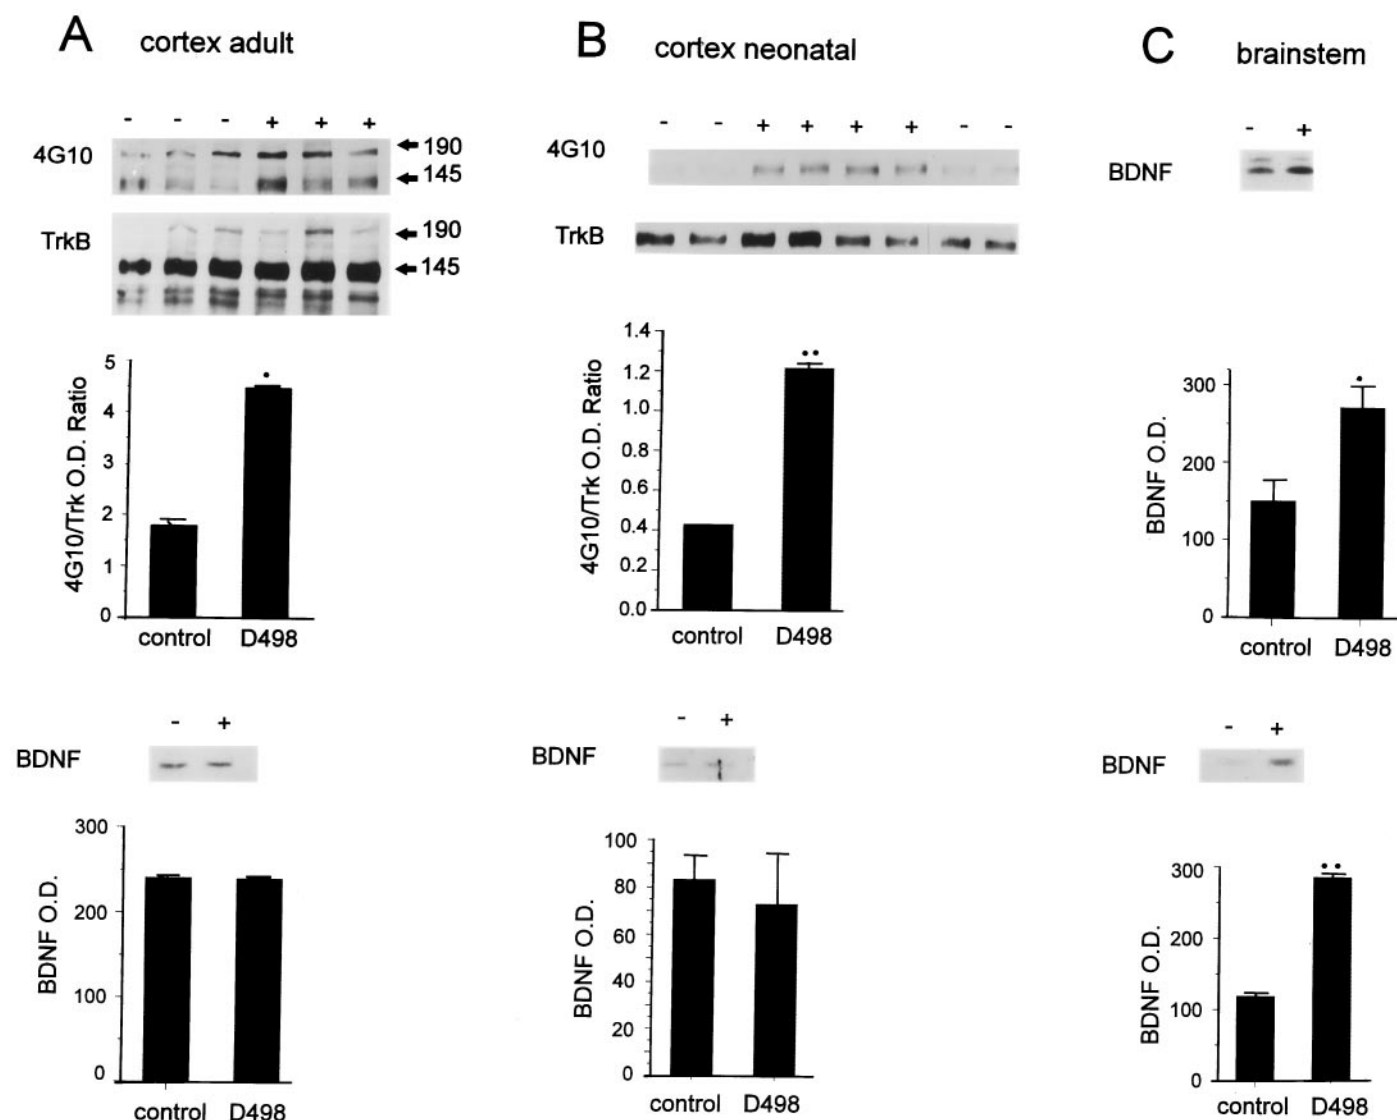 A cortex adult
- - - + + +
4G10
190
145
TrkB
190
145
4G10/Trk O.D. Ratio
5
4
3
2
1
0
control D498
•
- +
BDNF
BDNF O.D.
300
200
100
0
control D498
B cortex neonatal
- - + + + + - -
4G10
TrkB
4G10/Trk O.D. Ratio
1.4
1.2
1.0
0.8
0.6
0.4
0.2
0.0
control D498
••
- +
BDNF
BDNF O.D.
100
80
60
40
20
0
control D498
C brainstem
- +
BDNF
BDNF O.D.
300
200
100
0
control D498
•
- +
BDNF
BDNF O.D.
300
200
100
0
control D498
••